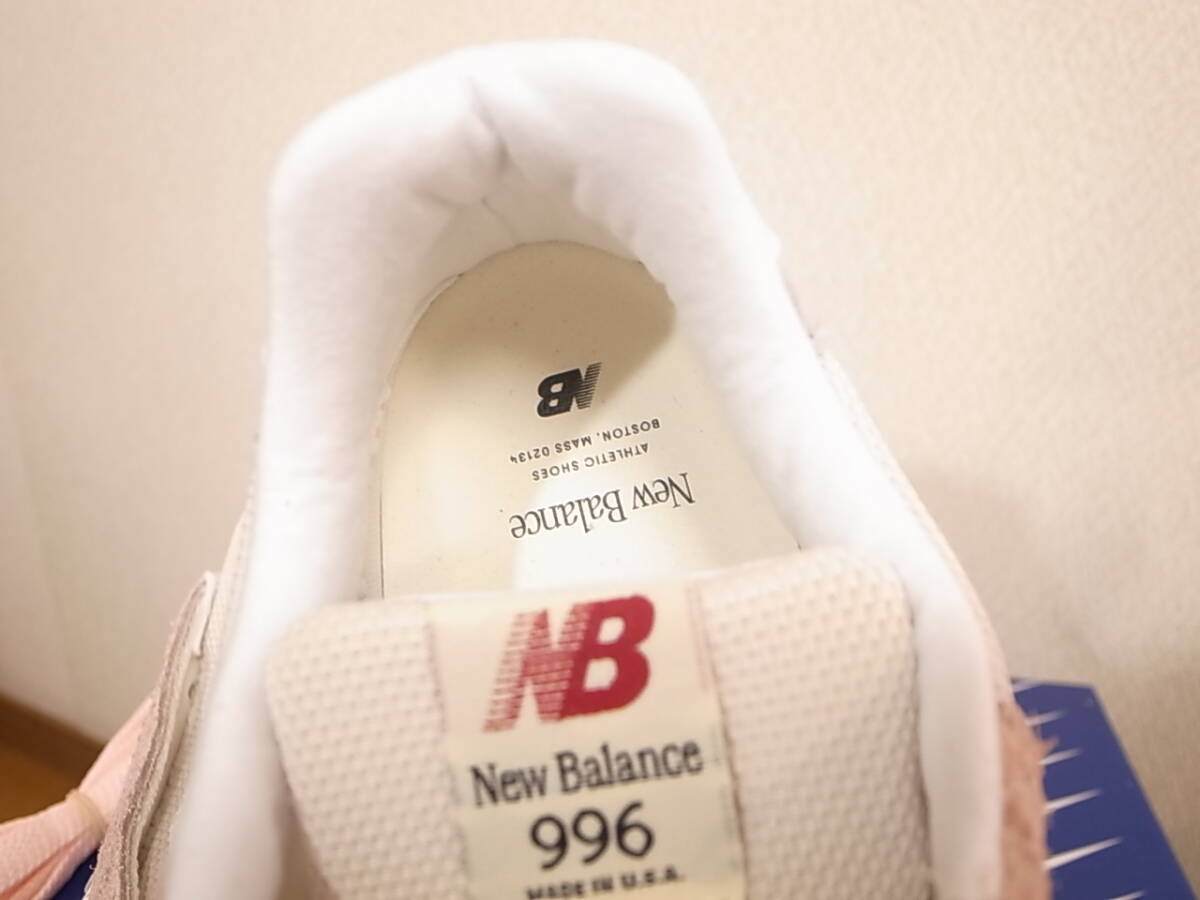 NB
BOSTON, MASS 02134
ATHLETIC SHOES
New Balance
NB
New Balance
996
MADE IN U.S.A.